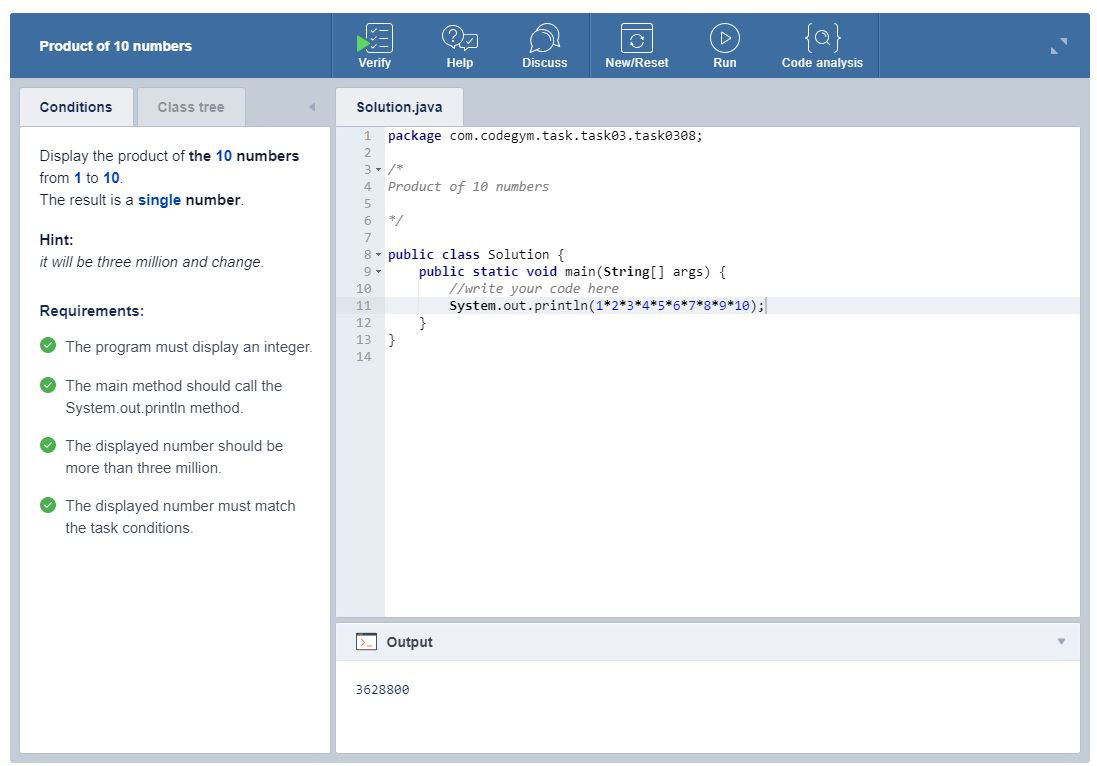 Product of 10 numbers
Verify
Help
Discuss
New/Reset
Run
Code analysis
Conditions
Class tree
Display the product of the 10 numbers
from 1 to 10.
The result is a single number.
Hint:
it will be three million and change.
Requirements:
The program must display an integer.
The main method should call the
System.out.println method.
The displayed number should be
more than three million.
The displayed number must match
the task conditions.
Solution.java
1 package com.codegym.task.task03.task0308;
2
3 /*
4 Product of 10 numbers
5
6 */
7
8 public class Solution {
9     public static void main(String[] args) {
10         //write your code here
11         System.out.println(1*2*3*4*5*6*7*8*9*10);
12     }
13 }
14
Output
3628800